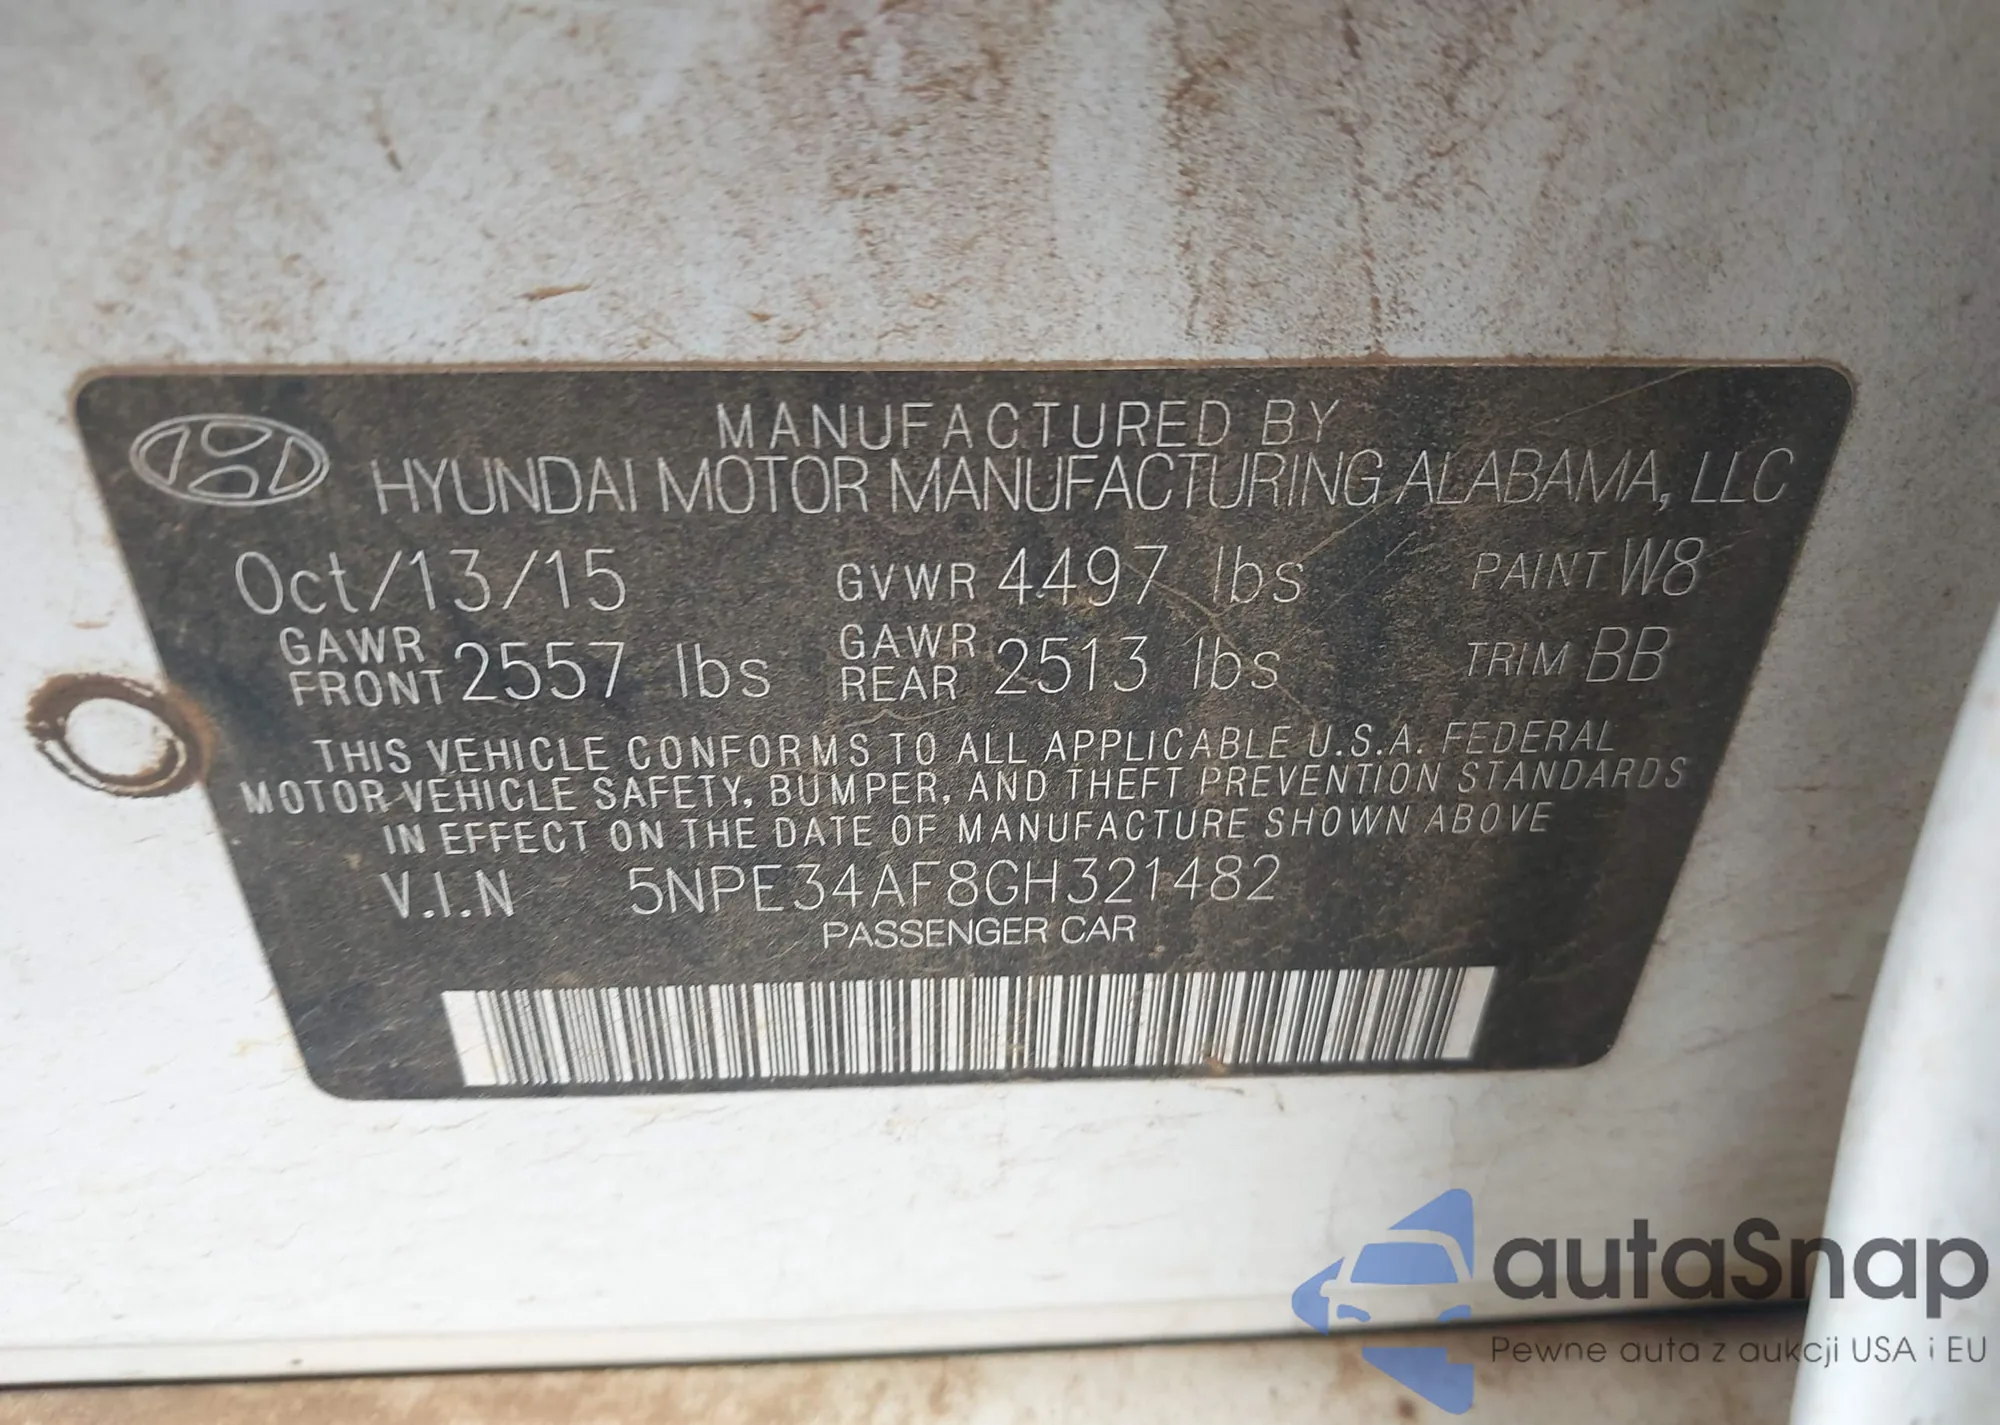 MANUFACTURED BY
HYUNDAI MOTOR MANUFACTURING ALABAMA, LLC
Oct/13/15 GVWR 4497 lbs PAINT W8
GAWR FRONT 2557 lbs GAWR REAR 2513 lbs TRIM BB
THIS VEHICLE CONFORMS TO ALL APPLICABLE U.S.A. FEDERAL
MOTOR VEHICLE SAFETY, BUMPER, AND THEFT PREVENTION STANDARDS
IN EFFECT ON THE DATE OF MANUFACTURE SHOWN ABOVE
V.I.N 5NPE34AF8GH321482
PASSENGER CAR
autaSnap
Pewne auta z aukcji USA i EU